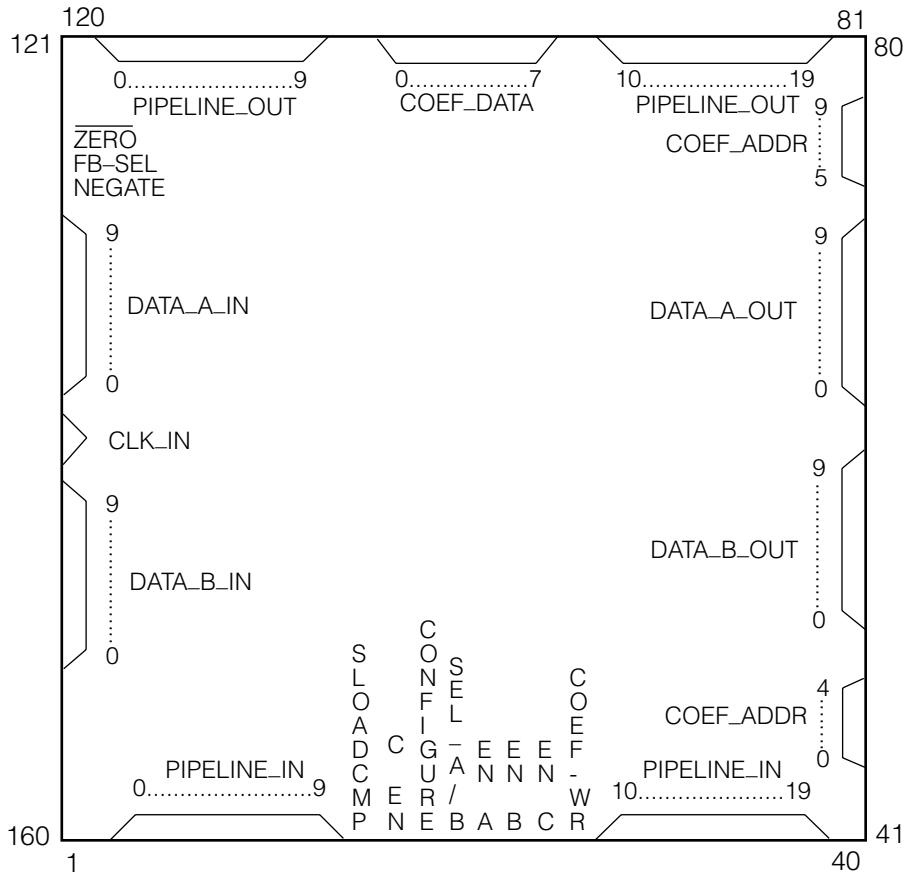 120
81
121
80
0.......................9
PIPELINE_OUT
0................7
COEF_DATA
10....................19
PIPELINE_OUT
9
COEF_ADDR
5
ZERO
FB–SEL
NEGATE
9
DATA_A_IN
0
9
DATA_A_OUT
0
CLK_IN
9
DATA_B_IN
0
9
DATA_B_OUT
0
4
COEF_ADDR
0
PIPELINE_IN
0.......................9
SLOADCMP
C EN
CONFIGURE
SEL–A/B
EN A
EN B
EN C
COEF-WR
PIPELINE_IN
10.....................19
160
41
1
40